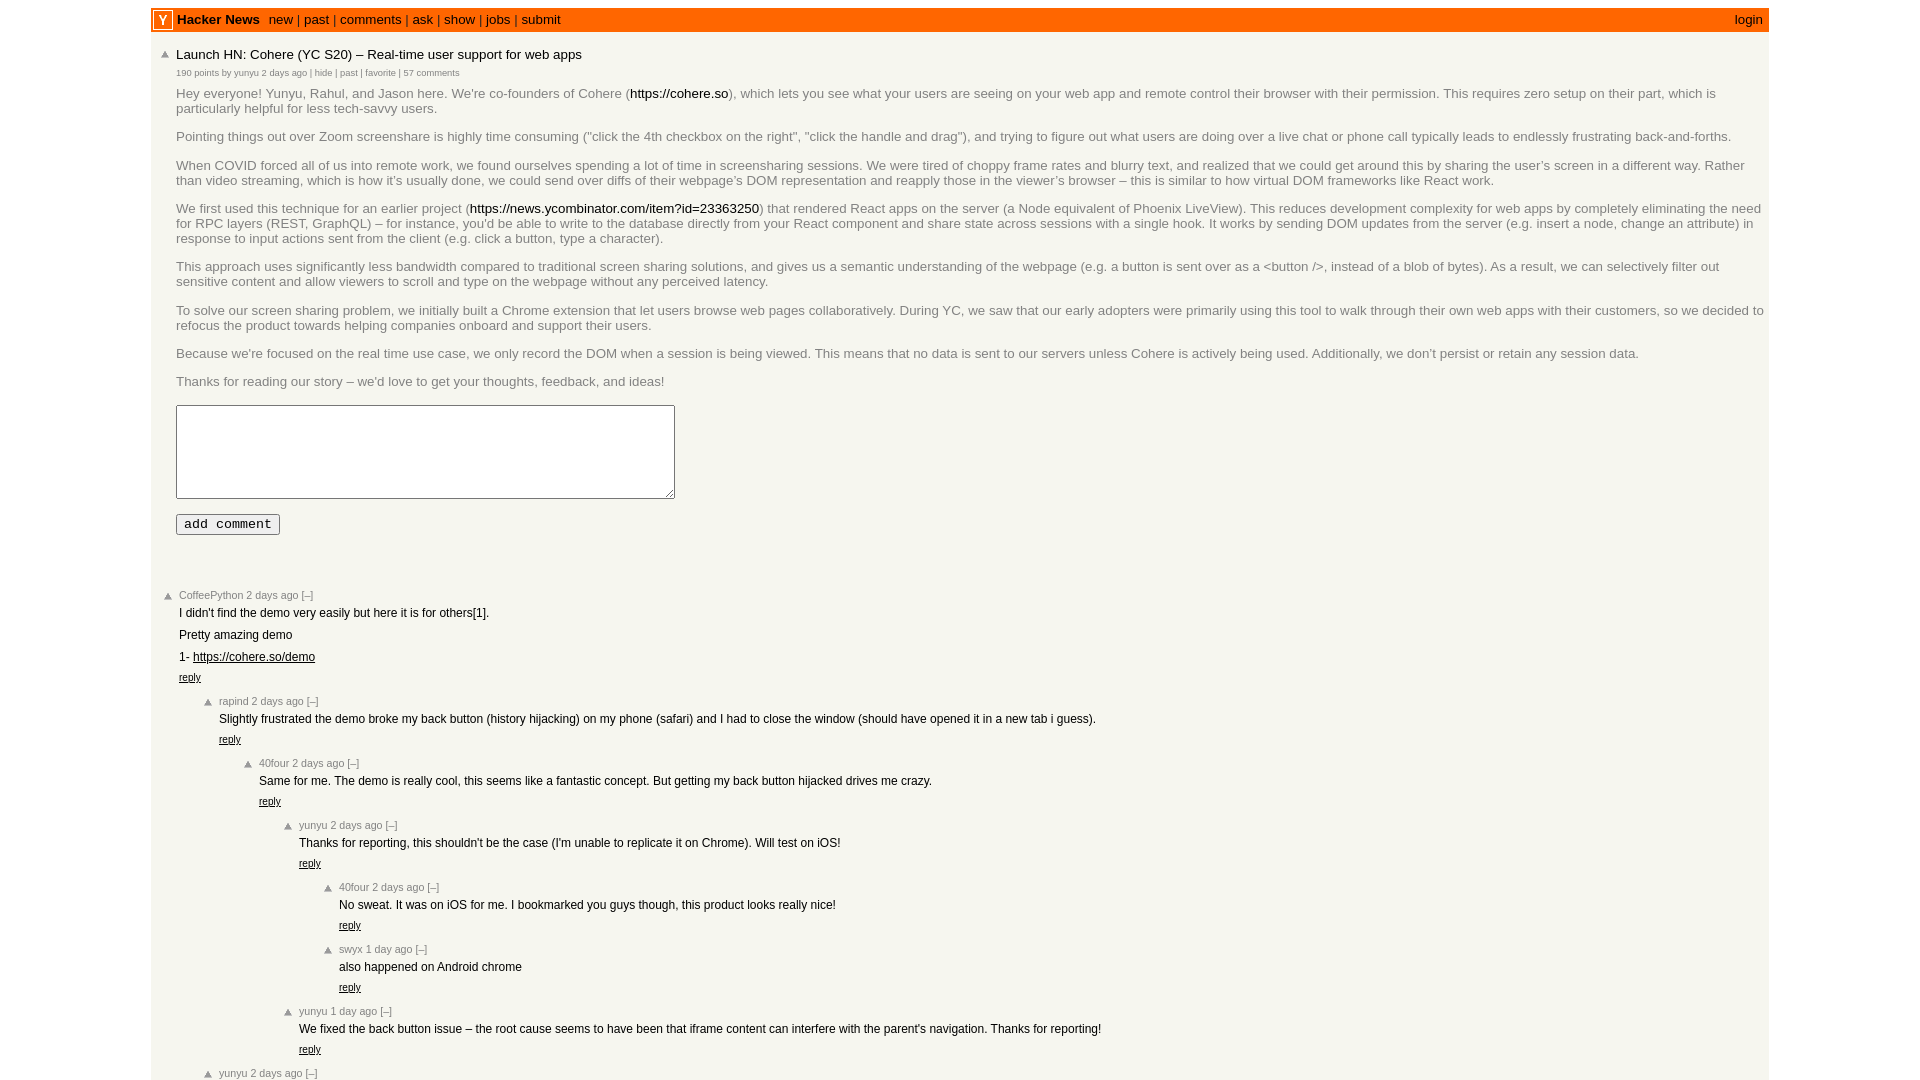 Y Hacker News new | past | comments | ask | show | jobs | submit login
Launch HN: Cohere (YC S20) – Real-time user support for web apps
190 points by yunyu 2 days ago | hide | past | favorite | 57 comments
Hey everyone! Yunyu, Rahul, and Jason here. We're co-founders of Cohere (https://cohere.so), which lets you see what your users are seeing on your web app and remote control their browser with their permission. This requires zero setup on their part, which is
particularly helpful for less tech-savvy users.
Pointing things out over Zoom screenshare is highly time consuming ("click the 4th checkbox on the right", "click the handle and drag"), and trying to figure out what users are doing over a live chat or phone call typically leads to endlessly frustrating back-and-forths.
When COVID forced all of us into remote work, we found ourselves spending a lot of time in screensharing sessions. We were tired of choppy frame rates and blurry text, and realized that we could get around this by sharing the user’s screen in a different way. Rather
than video streaming, which is how it’s usually done, we could send over diffs of their webpage’s DOM representation and reapply those in the viewer’s browser – this is similar to how virtual DOM frameworks like React work.
We first used this technique for an earlier project (https://news.ycombinator.com/item?id=23363250) that rendered React apps on the server (a Node equivalent of Phoenix LiveView). This reduces development complexity for web apps by completely eliminating the need
for RPC layers (REST, GraphQL) – for instance, you'd be able to write to the database directly from your React component and share state across sessions with a single hook. It works by sending DOM updates from the server (e.g. insert a node, change an attribute) in
response to input actions sent from the client (e.g. click a button, type a character).
This approach uses significantly less bandwidth compared to traditional screen sharing solutions, and gives us a semantic understanding of the webpage (e.g. a button is sent over as a <button />, instead of a blob of bytes). As a result, we can selectively filter out
sensitive content and allow viewers to scroll and type on the webpage without any perceived latency.
To solve our screen sharing problem, we initially built a Chrome extension that let users browse web pages collaboratively. During YC, we saw that our early adopters were primarily using this tool to walk through their own web apps with their customers, so we decided to
refocus the product towards helping companies onboard and support their users.
Because we're focused on the real time use case, we only record the DOM when a session is being viewed. This means that no data is sent to our servers unless Cohere is actively being used. Additionally, we don’t persist or retain any session data.
Thanks for reading our story – we'd love to get your thoughts, feedback, and ideas!
add comment
CoffeePython 2 days ago [–]
I didn't find the demo very easily but here it is for others[1].
Pretty amazing demo
1- https://cohere.so/demo
reply
rapind 2 days ago [–]
Slightly frustrated the demo broke my back button (history hijacking) on my phone (safari) and I had to close the window (should have opened it in a new tab i guess).
reply
40four 2 days ago [–]
Same for me. The demo is really cool, this seems like a fantastic concept. But getting my back button hijacked drives me crazy.
reply
yunyu 2 days ago [–]
Thanks for reporting, this shouldn't be the case (I'm unable to replicate it on Chrome). Will test on iOS!
reply
40four 2 days ago [–]
No sweat. It was on iOS for me. I bookmarked you guys though, this product looks really nice!
reply
swyx 1 day ago [–]
also happened on Android chrome
reply
yunyu 1 day ago [–]
We fixed the back button issue – the root cause seems to have been that iframe content can interfere with the parent's navigation. Thanks for reporting!
reply
yunyu 2 days ago [–]